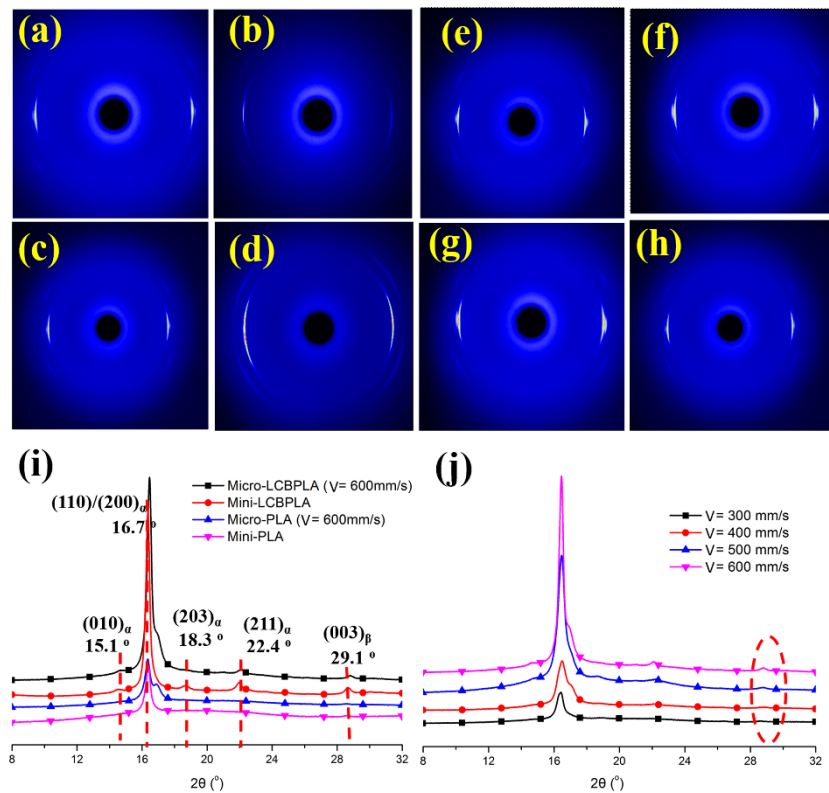 (a)
(b)
(e)
(f)
(c)
(d)
(g)
(h)
(i)
Micro-LCBPLA (V= 600mm/s)
Mini-LCBPLA
Micro-PLA (V= 600mm/s)
Mini-PLA
(110)/(200)α
16.7 °
(010)α
15.1 °
(203)α
18.3 °
(211)α
22.4 °
(003)β
29.1 °
8 12 16 20 24 28 32
2θ (°)
(j)
V= 300 mm/s
V= 400 mm/s
V= 500 mm/s
V= 600 mm/s
8 12 16 20 24 28 32
2θ (°)